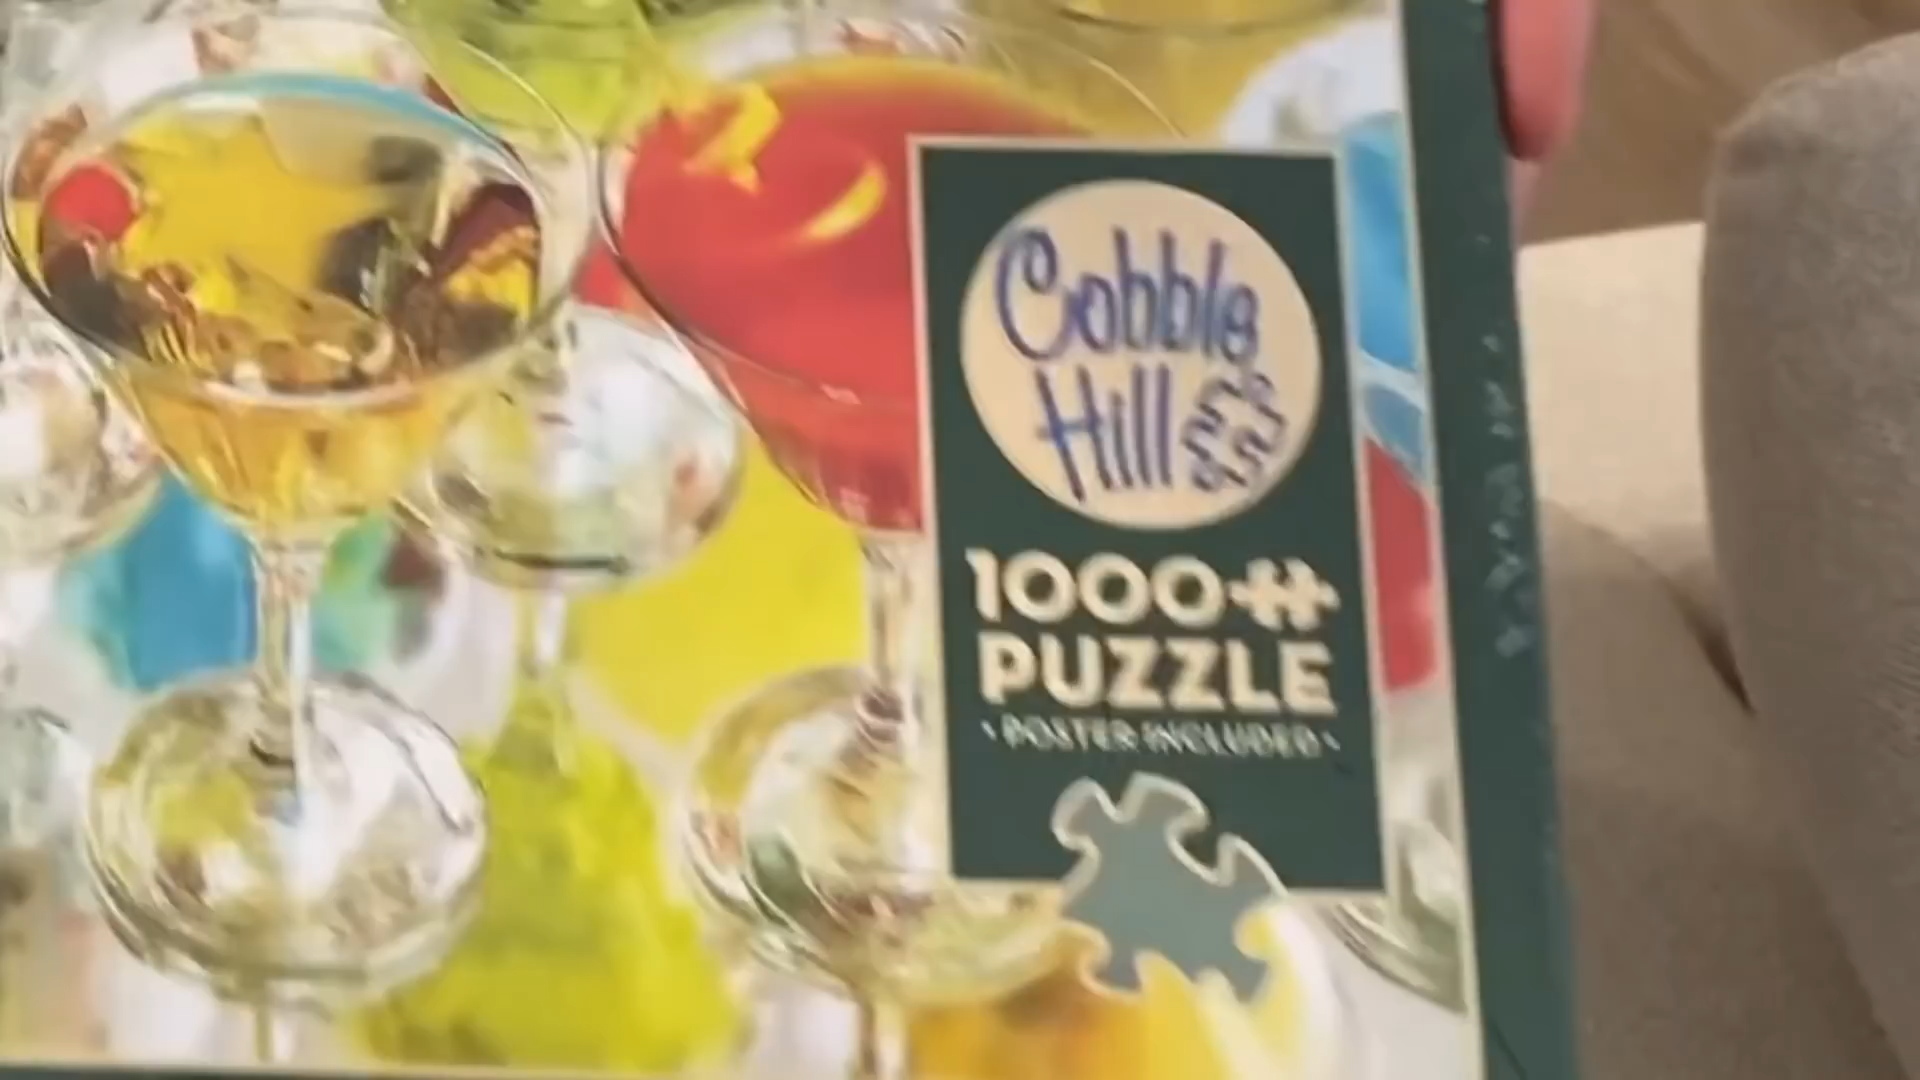 Cobble
Hill
1000
PUZZLE
• POSTER INCLUDED •